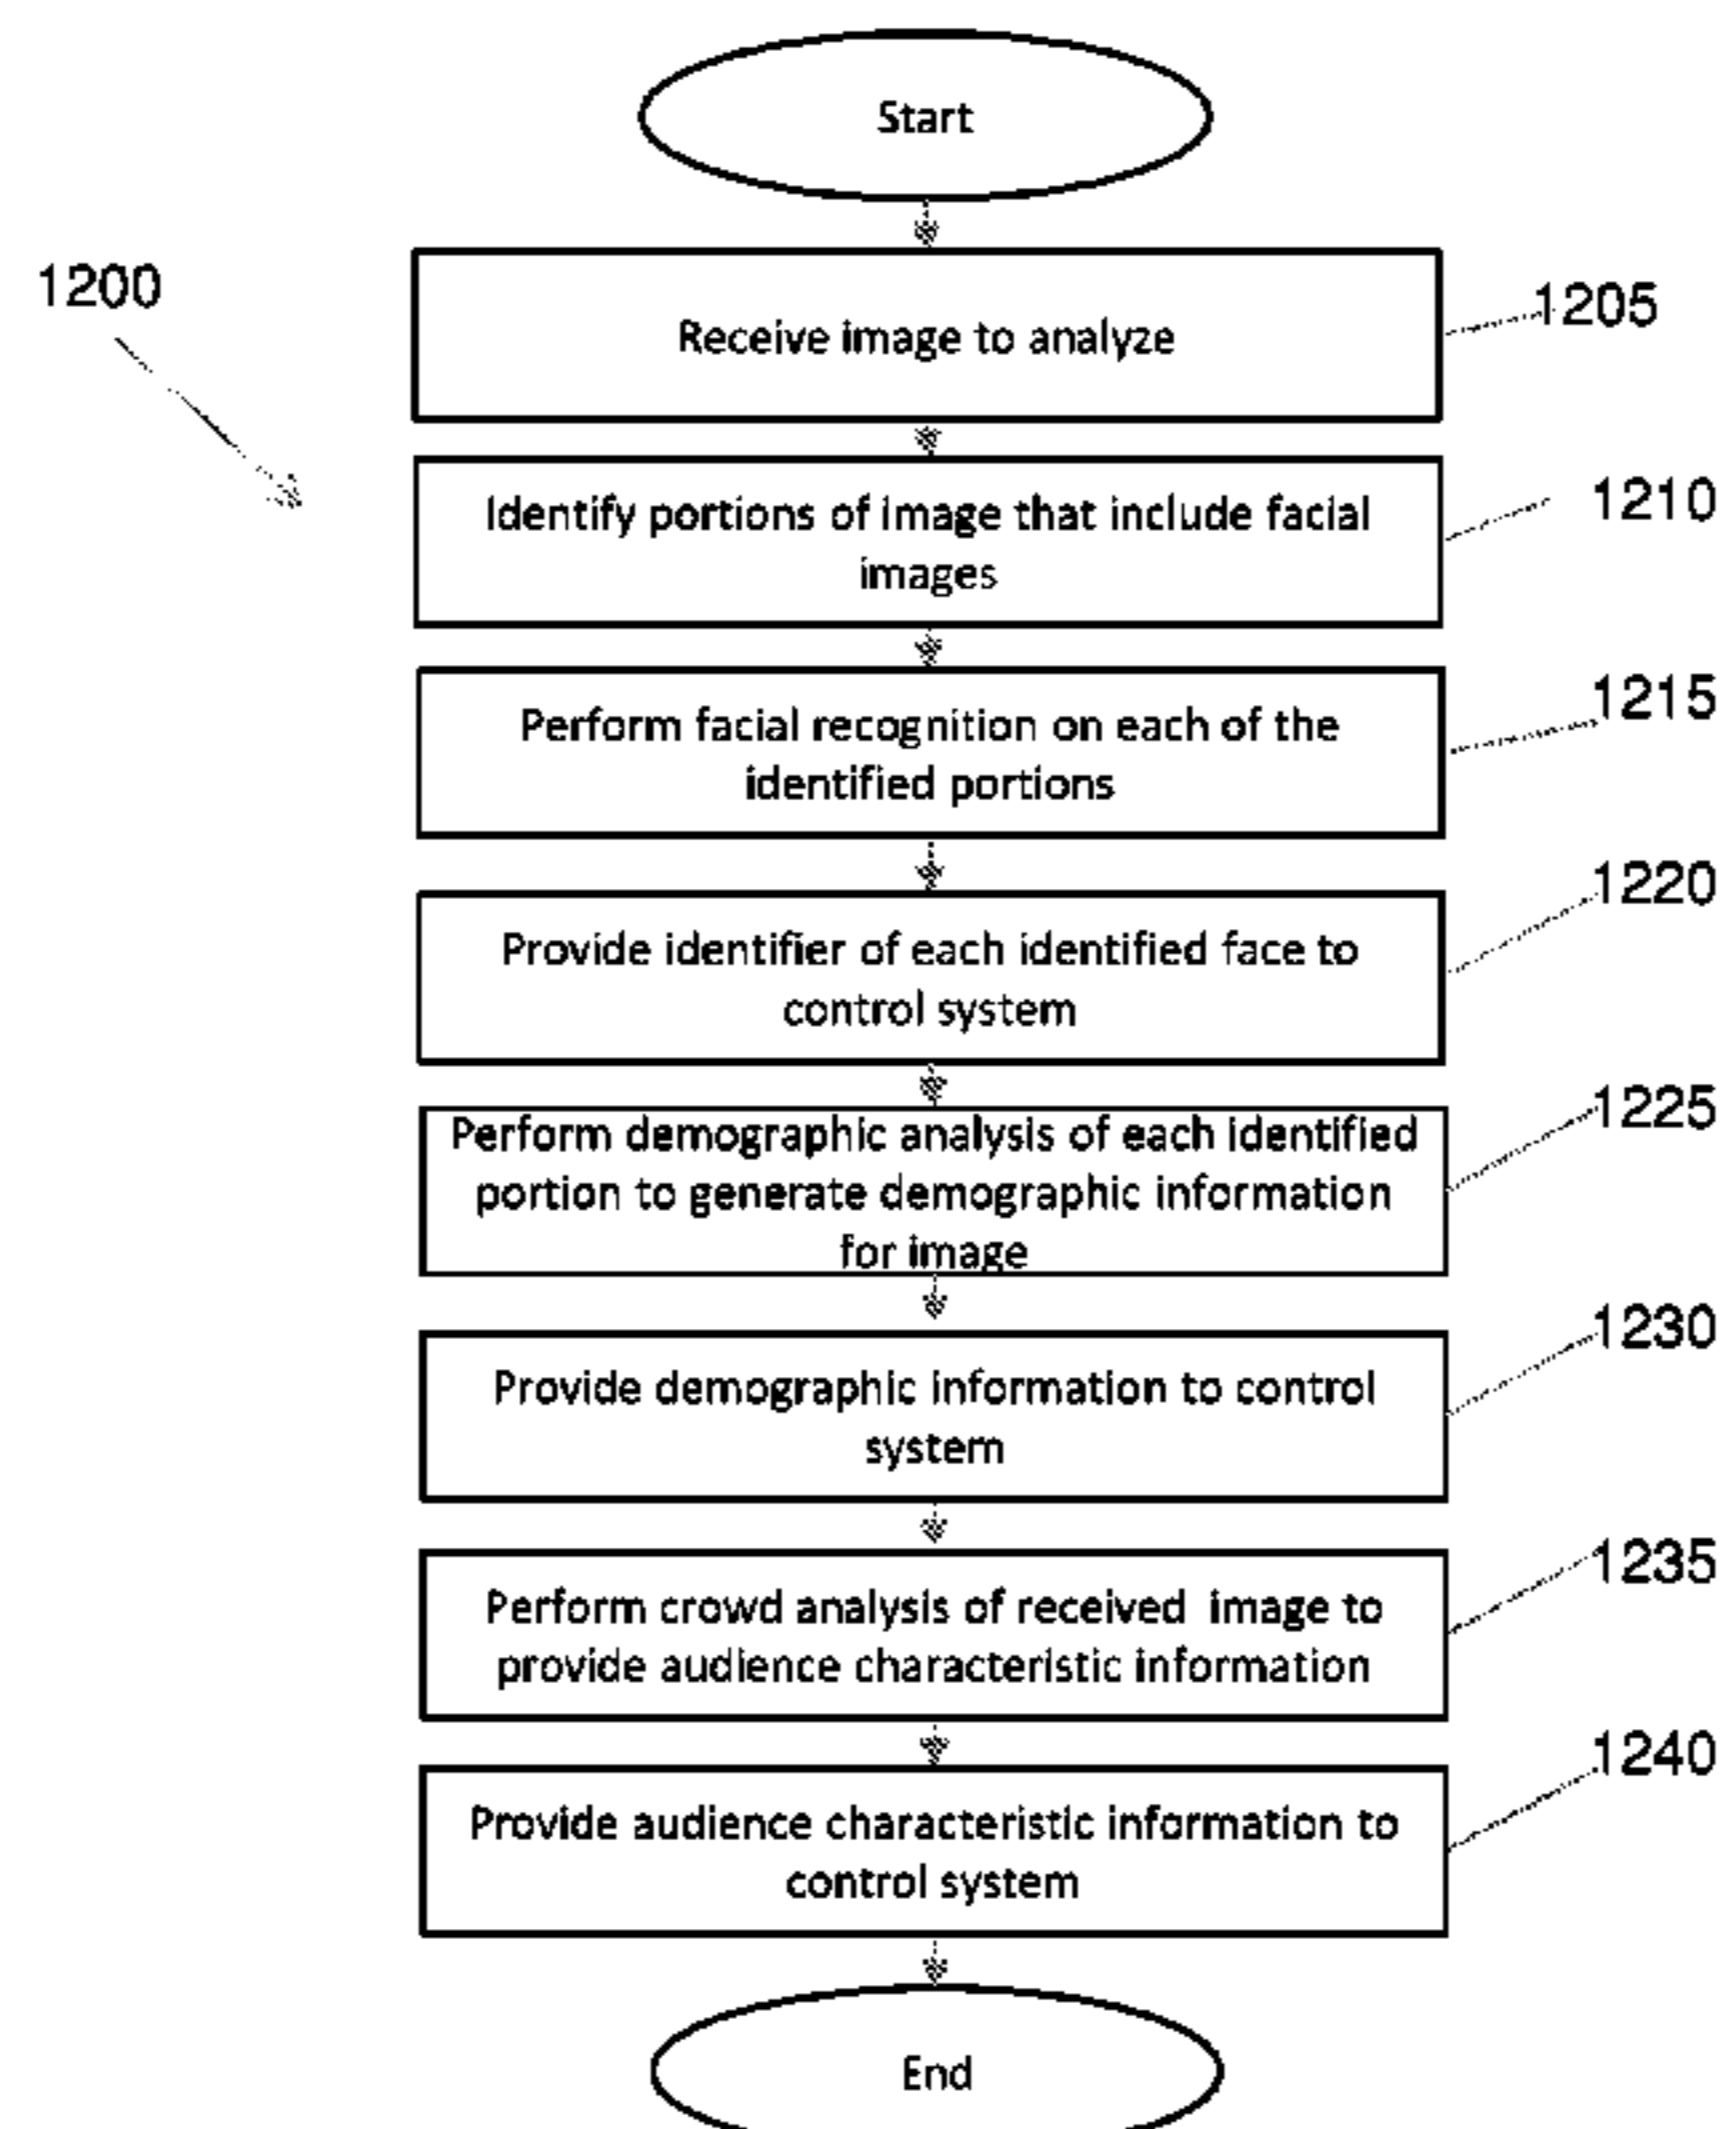 Start
1200
Receive image to analyze
1205
Identify portions of image that include facial
images
1210
Perform facial recognition on each of the
identified portions
1215
Provide identifier of each identified face to
control system
1220
Perform demographic analysis of each identified
portion to generate demographic information
for image
1225
Provide demographic information to control
system
1230
Perform crowd analysis of received image to
provide audience characteristic information
1235
Provide audience characteristic information to
control system
1240
End